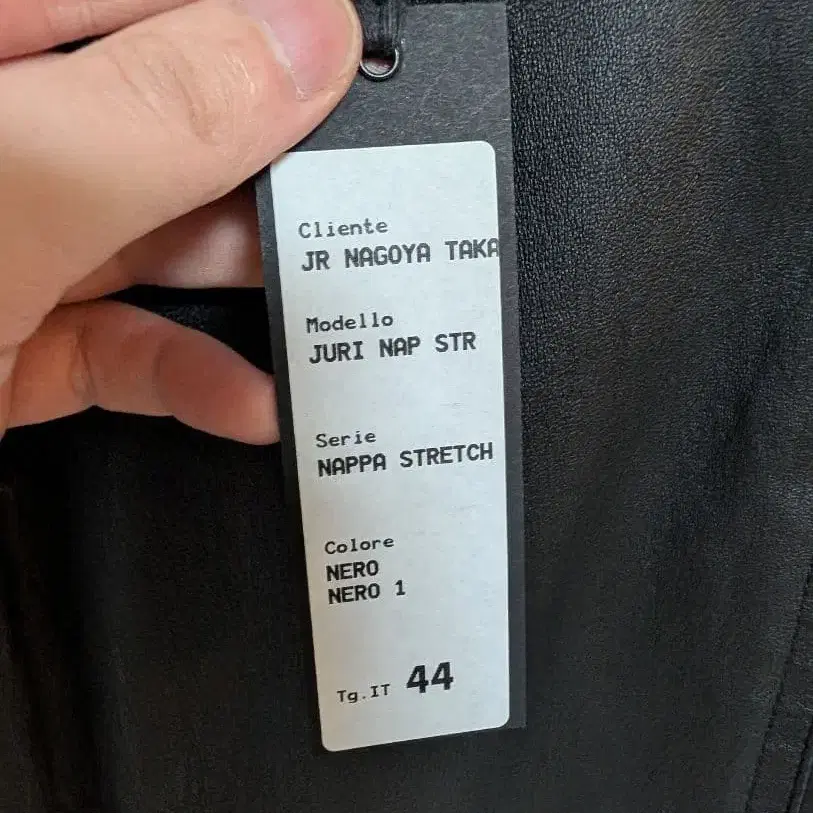 Cliente
JR NAGOYA TAKA
Modello
JURI NAP STR
Serie
NAPPA STRETCH
Colore
NERO
NERO 1
Tg.IT 44